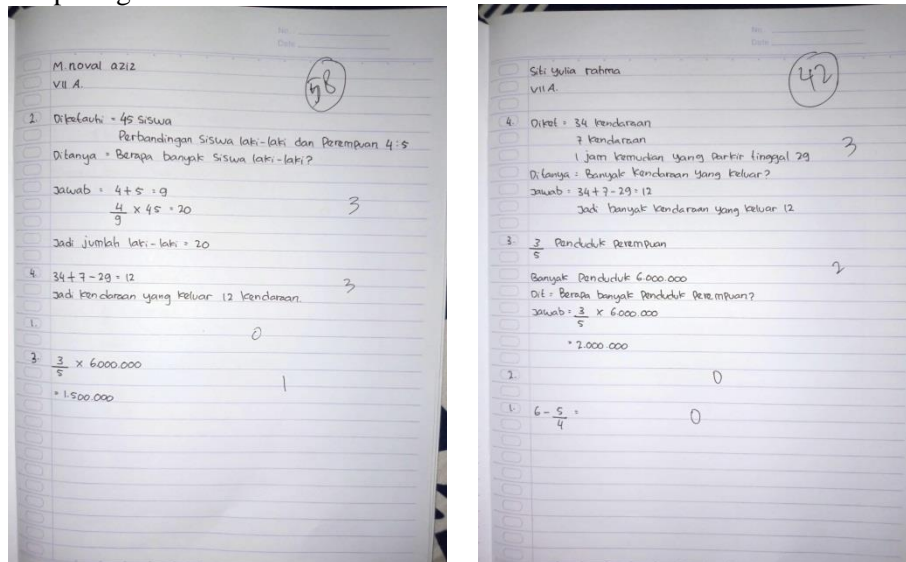 No.
Date
M. noval aziz
VII A.
58
2. Diketauhi = 45 Siswa
Perbandingan Siswa laki-laki dan Perempuan 4:5
Ditanya = Berapa banyak Siswa laki-laki?
Jawab = 4 + 5 = 9
4/9 × 45 = 20
3
Jadi jumlah laki-laki = 20
4. 34 + 7 - 29 = 12
Jadi kendaraan yang keluar 12 kendaraan.
3
1.
0
3. 3/5 × 6000.000
= 1.500.000
1
No.
Date
Siti yulia rahma
VII A.
42
4. Diket = 34 kendaraan
7 kendaraan
1 jam kemudian yang Parkir tinggal 29
3
Ditanya = Banyak kendaraan yang keluar?
Jawab = 34 + 7 - 29 = 12
Jadi banyak kendaraan yang keluar 12
3. 3/5 Penduduk Perempuan
Banyak Penduduk 6.000.000
2
Dit = Berapa banyak Penduduk Perempuan?
Jawab = 3/5 × 6.000.000
= 2.000.000
2.
0
1. 6 - 5/4 =
0